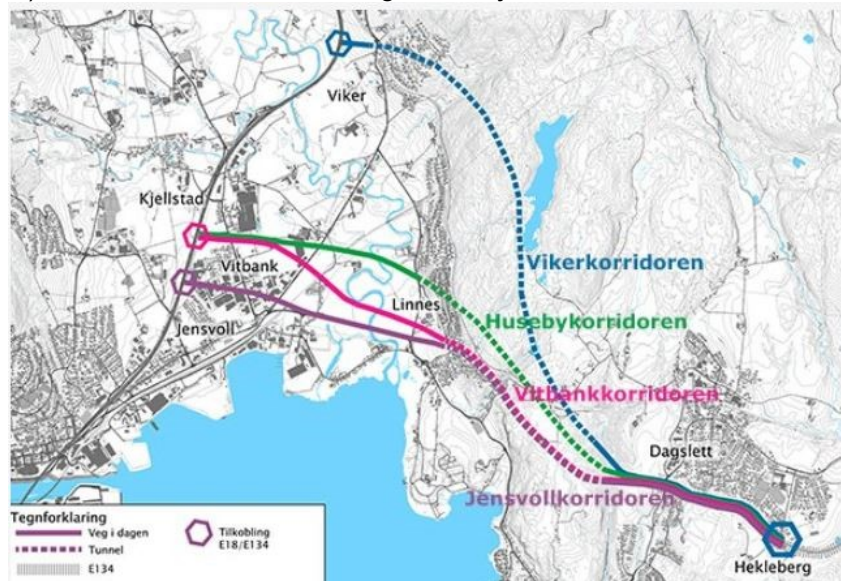 Viker
Kjellstad
Vitbank
Vikerkorridoren
Linnes
Husebykorridoren
Jensvoll
Vitbankkorridoren
Dagslett
Jensvollkorridoren
Hekleberg
Tegnforklaring
Veg i dagen
Tunnel
E134
Tilkobling
E18/E134